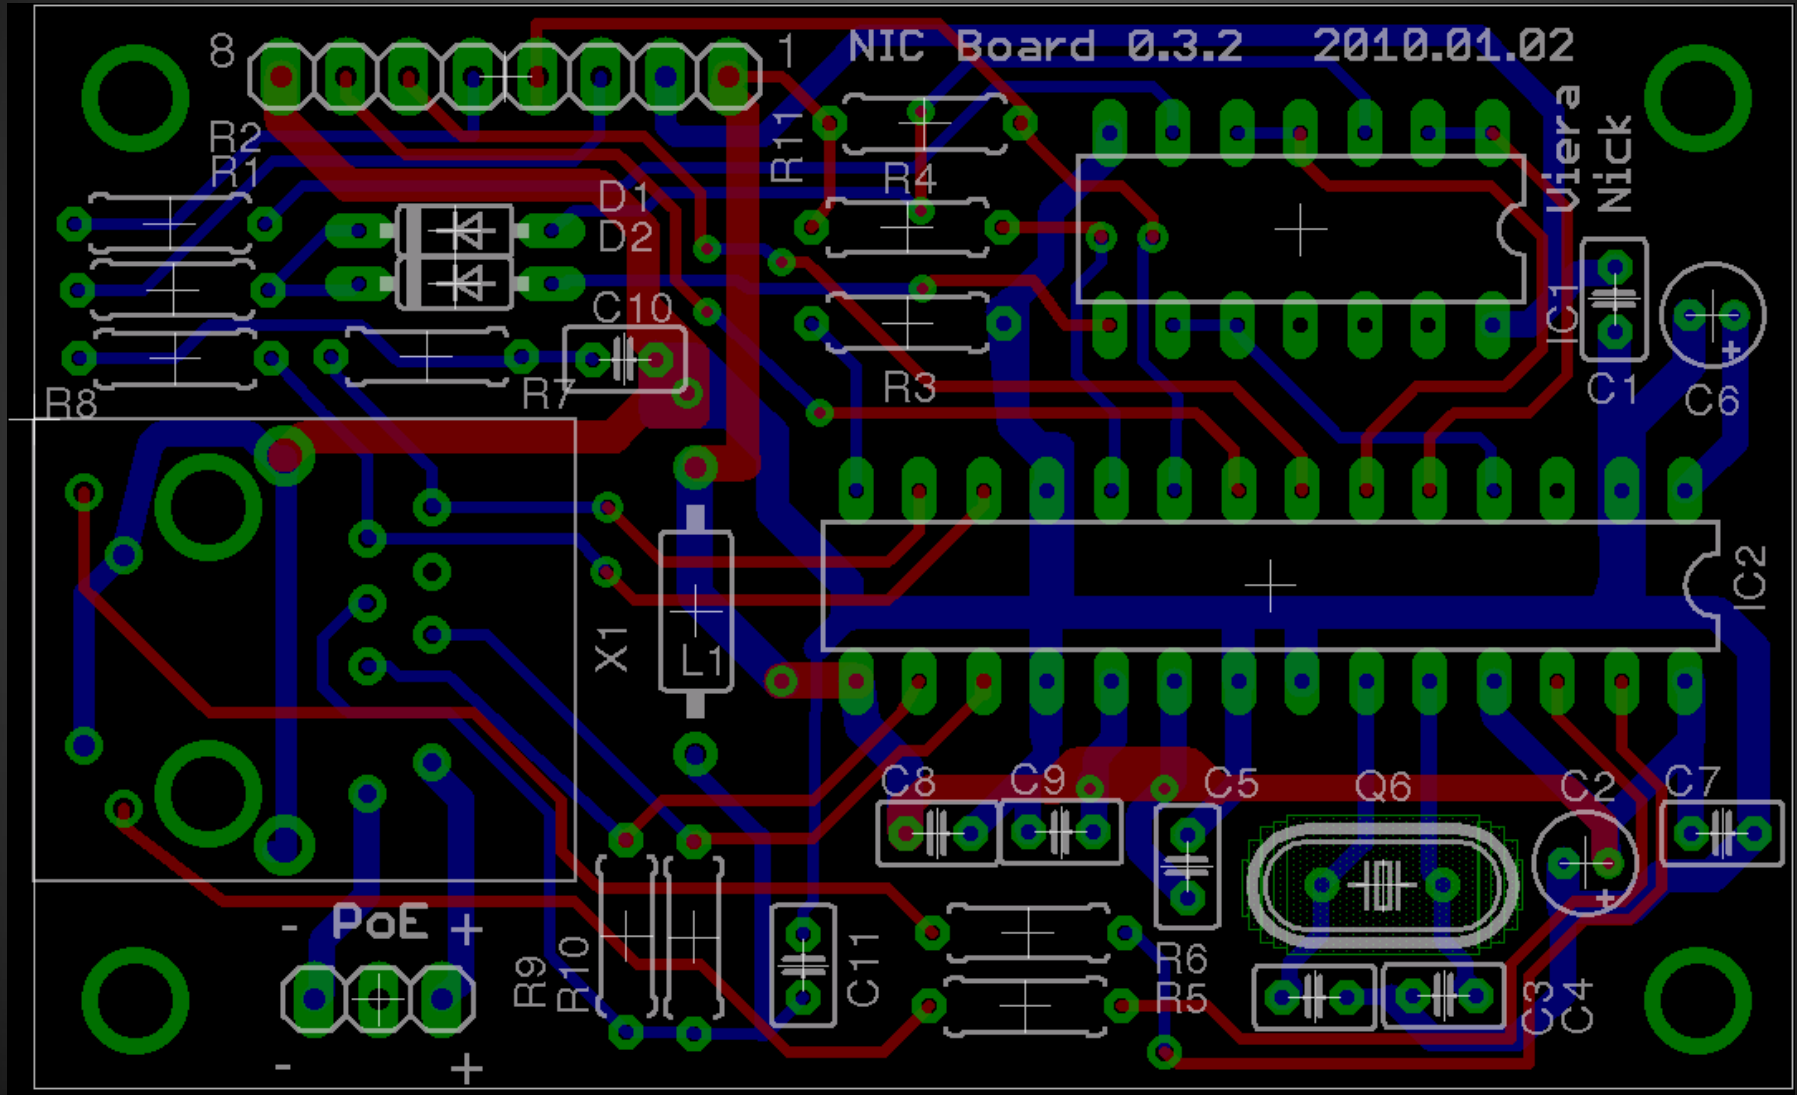 8
1
NIC Board 0.3.2 2010.01.02
Viera
Nick
R2
R1
R11
R4
D1
D2
C10
IC1
C1
C6
R8
R7
R3
IC2
X1
L1
C8
C9
C5
Q6
C2
C7
- PoE +
R9
R10
C11
R6
R5
C3
C4
- +